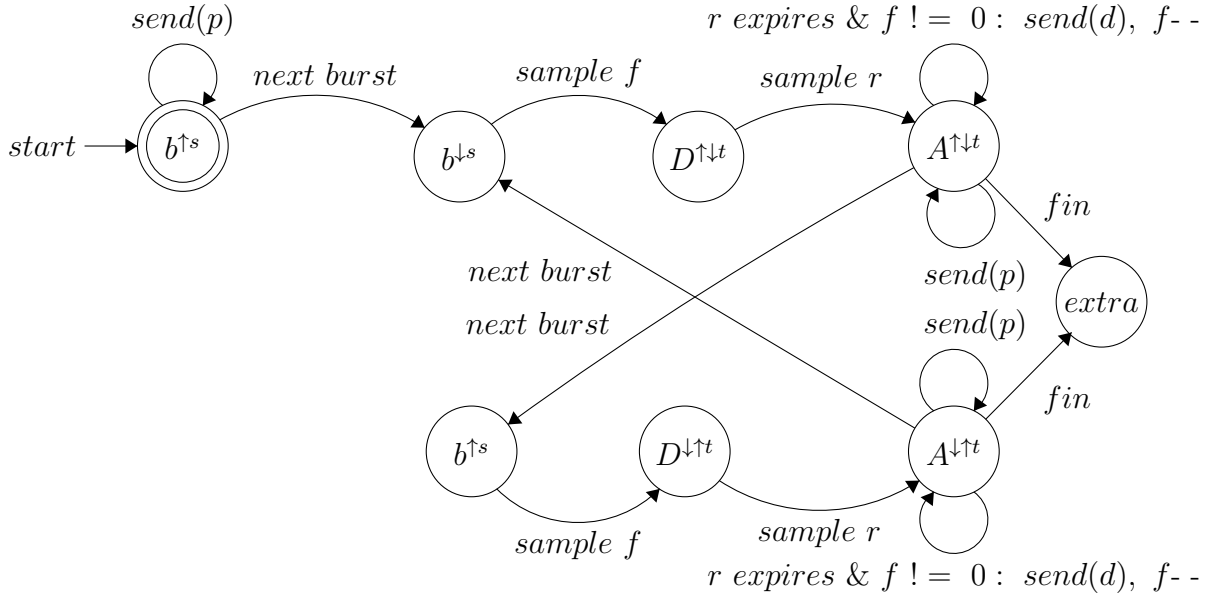 r expires & f != 0: send(d), f--
send(p)
next burst
sample f
sample r
start
b↑s
b↓s
D↑↓t
A↑↓t
fin
next burst
send(p)
extra
next burst
send(p)
fin
b↑s
D↓↑t
A↓↑t
sample f
sample r
r expires & f != 0: send(d), f--